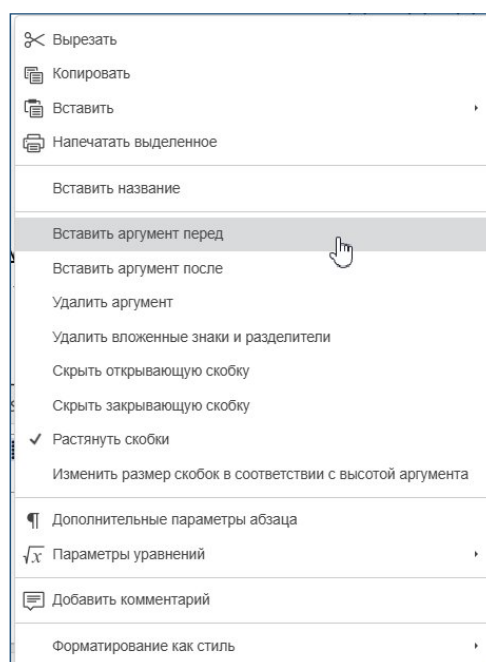 Вырезать
Копировать
Вставить
Напечатать выделенное
Вставить название
Вставить аргумент перед
Вставить аргумент после
Удалить аргумент
Удалить вложенные знаки и разделители
Скрыть открывающую скобку
Скрыть закрывающую скобку
Растянуть скобки
Изменить размер скобок в соответствии с высотой аргумента
Дополнительные параметры абзаца
Параметры уравнений
Добавить комментарий
Форматирование как стиль